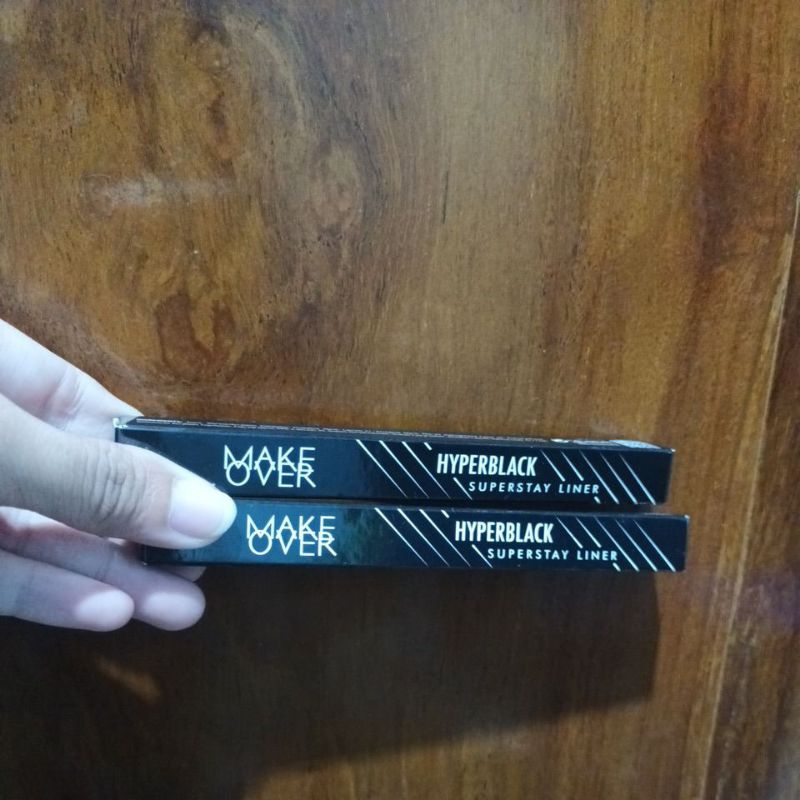 MAKE
OVER
HYPERBLACK
SUPERSTAY LINER
MAKE
OVER
HYPERBLACK
SUPERSTAY LINER